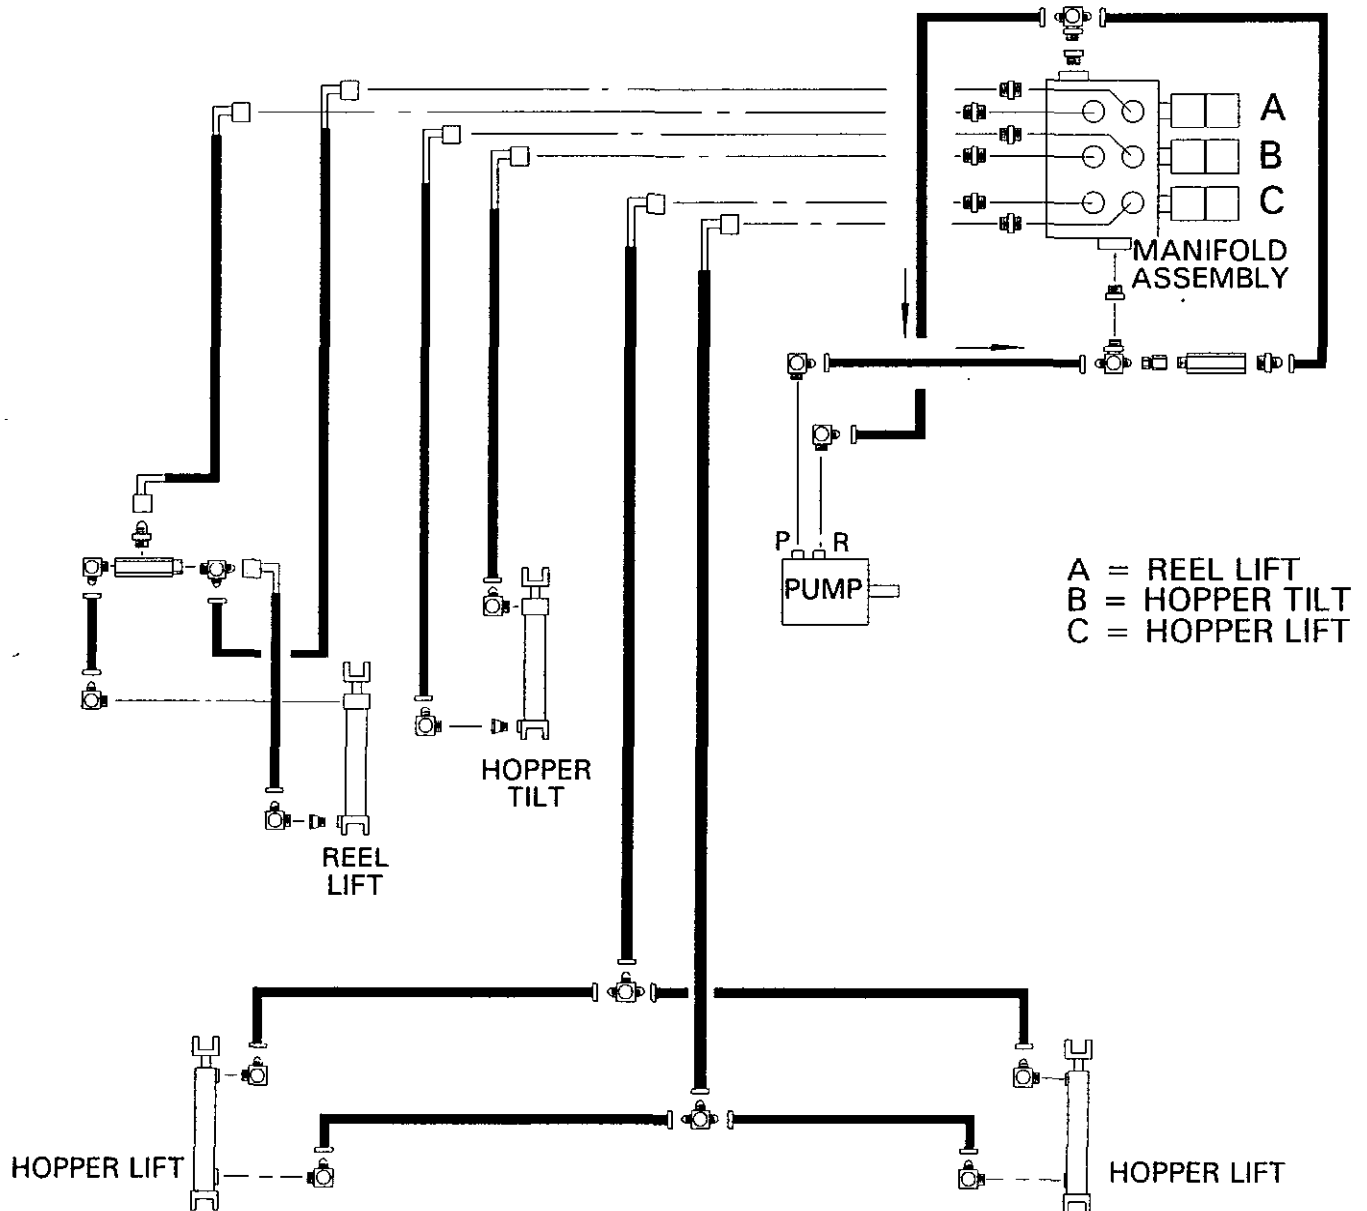 A
B
C
MANIFOLD
ASSEMBLY
P R
PUMP
A = REEL LIFT
B = HOPPER TILT
C = HOPPER LIFT
HOPPER
TILT
REEL
LIFT
HOPPER LIFT
HOPPER LIFT